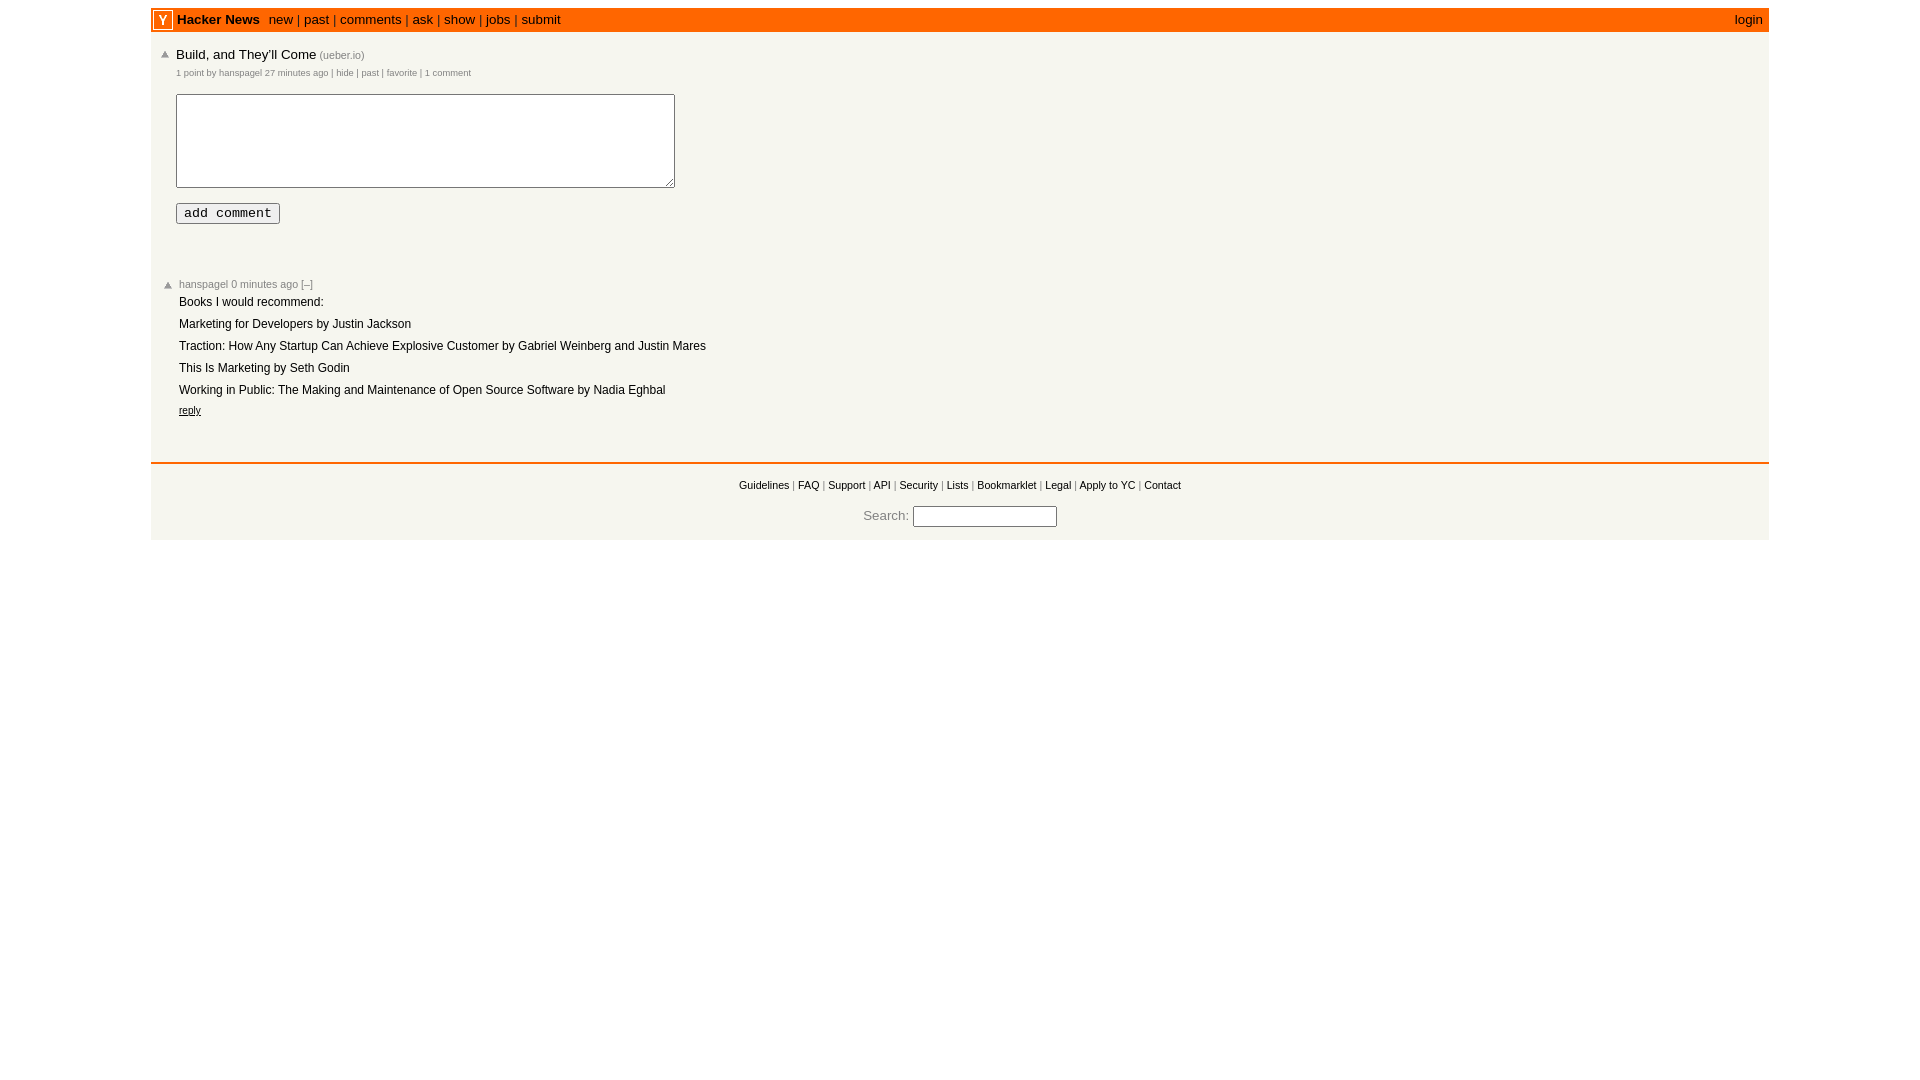 Y Hacker News new | past | comments | ask | show | jobs | submit login
Build, and They’ll Come (ueber.io)
1 point by hanspagel 27 minutes ago | hide | past | favorite | 1 comment
add comment
hanspagel 0 minutes ago [–]
Books I would recommend:
Marketing for Developers by Justin Jackson
Traction: How Any Startup Can Achieve Explosive Customer by Gabriel Weinberg and Justin Mares
This Is Marketing by Seth Godin
Working in Public: The Making and Maintenance of Open Source Software by Nadia Eghbal
reply
Guidelines | FAQ | Support | API | Security | Lists | Bookmarklet | Legal | Apply to YC | Contact
Search: